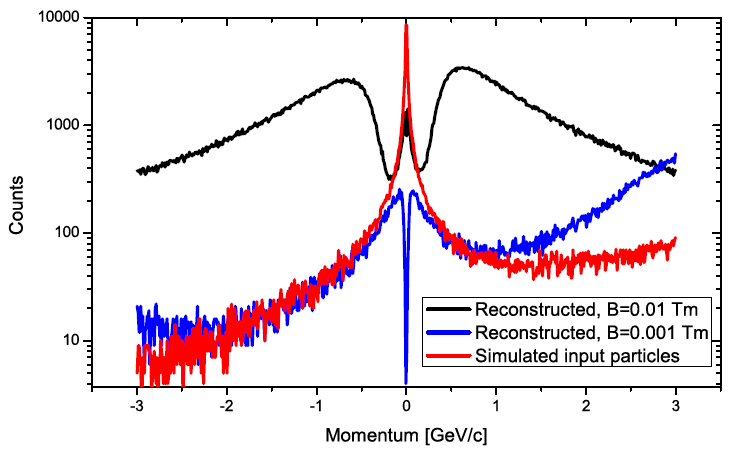 10000
1000
100
10
Counts
Reconstructed, B=0.01 Tm
Reconstructed, B=0.001 Tm
Simulated input particles
-3 -2 -1 0 1 2 3
Momentum [GeV/c]